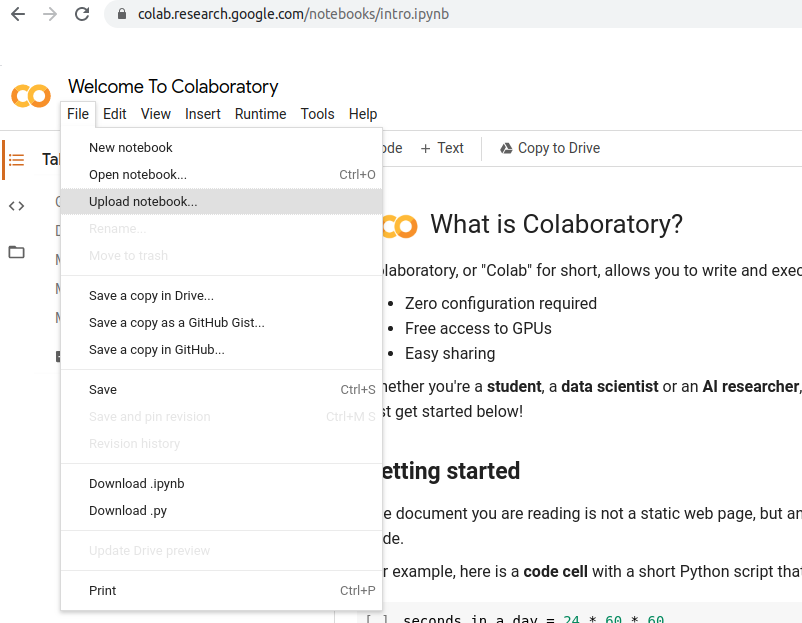 colab.research.google.com/notebooks/intro.ipynb
Welcome To Colaboratory
File Edit View Insert Runtime Tools Help
+ Text Copy to Drive
New notebook
Open notebook... Ctrl+O
Upload notebook...
Rename...
Move to trash
Save a copy in Drive...
Save a copy as a GitHub Gist...
Save a copy in GitHub...
Save Ctrl+S
Save and pin revision Ctrl+M S
Revision history
Download .ipynb
Download .py
Update Drive preview
Print Ctrl+P
What is Colaboratory?
laboratory, or "Colab" for short, allows you to write and exec
• Zero configuration required
• Free access to GPUs
• Easy sharing
hether you're a student, a data scientist or an AI researcher,
st get started below!
etting started
e document you are reading is not a static web page, but an
de.
r example, here is a code cell with a short Python script that
[ ] seconds_in_a_day = 24 * 60 * 60